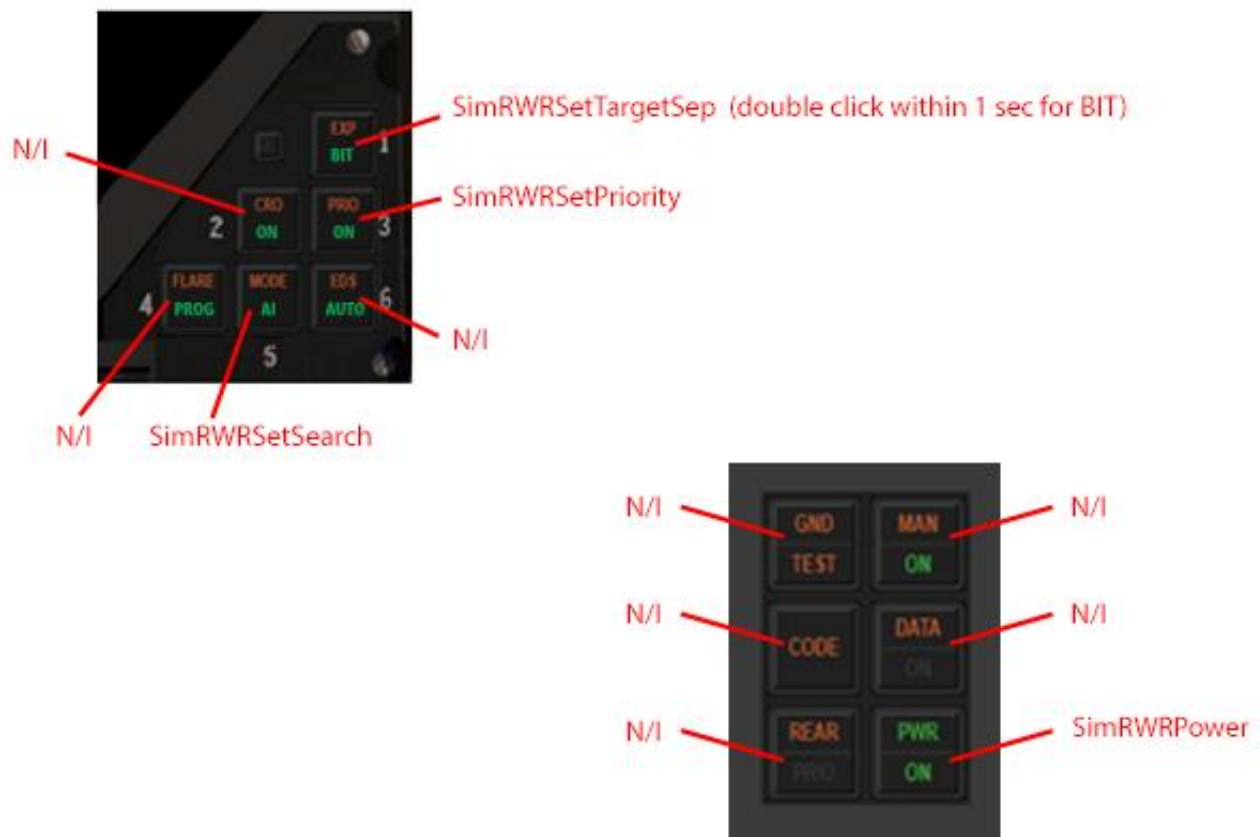 SimRWRSetTargetSep (double click within 1 sec for BIT)
EXP
BIT
1
N/I
SimRWRSetPriority
CRO
ON
2
PRIO
ON
3
FLARE
PROG
4
MODE
AI
5
EDS
AUTO
6
N/I
N/I
SimRWRSetSearch
N/I
GND
TEST
MAN
ON
N/I
N/I
CODE
DATA
ON
N/I
N/I
REAR
PRIO
PWR
ON
SimRWRPower